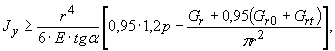 J_y ≥ r^4 / (6·E·tgα) [0,95·1,2p − (G_r + 0,95(G_r0 + G_rt)) / (πr^2)],